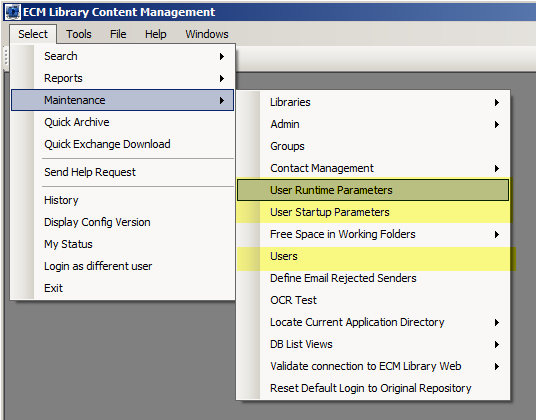 ECM Library Content Management
Select Tools File Help Windows
Search
Reports
Maintenance
Quick Archive
Quick Exchange Download
Send Help Request
History
Display Config Version
My Status
Login as different user
Exit
Libraries
Admin
Groups
Contact Management
User Runtime Parameters
User Startup Parameters
Free Space in Working Folders
Users
Define Email Rejected Senders
OCR Test
Locate Current Application Directory
DB List Views
Validate connection to ECM Library Web
Reset Default Login to Original Repository